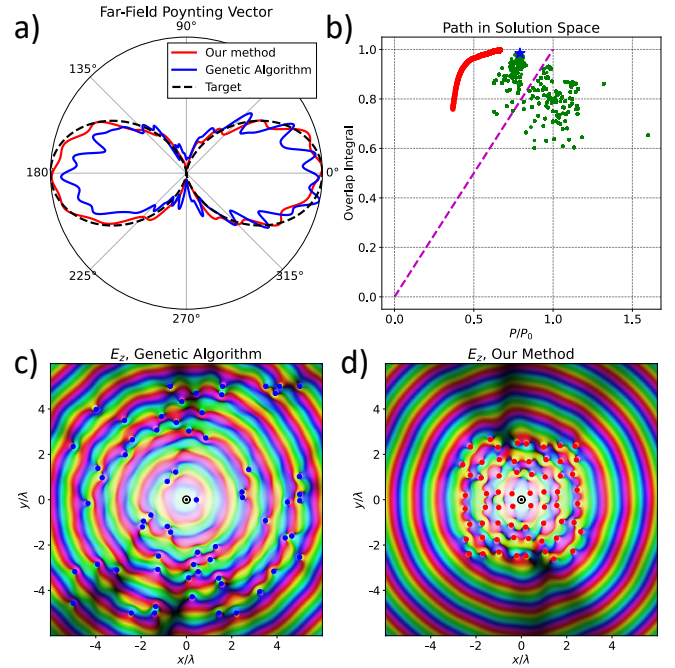 a)
Far-Field Poynting Vector
90°
135°
Our method
Genetic Algorithm
Target
180
0°
225°
315°
270°
b)
Path in Solution Space
Overlap Integral
1.0
0.8
0.6
0.4
0.2
0.0
0.0 0.5 1.0 1.5
P/P₀
c)
E_z, Genetic Algorithm
y/λ
4
2
0
−2
−4
−4 −2 0 2 4
x/λ
d)
E_z, Our Method
y/λ
4
2
0
−2
−4
−4 −2 0 2 4
x/λ